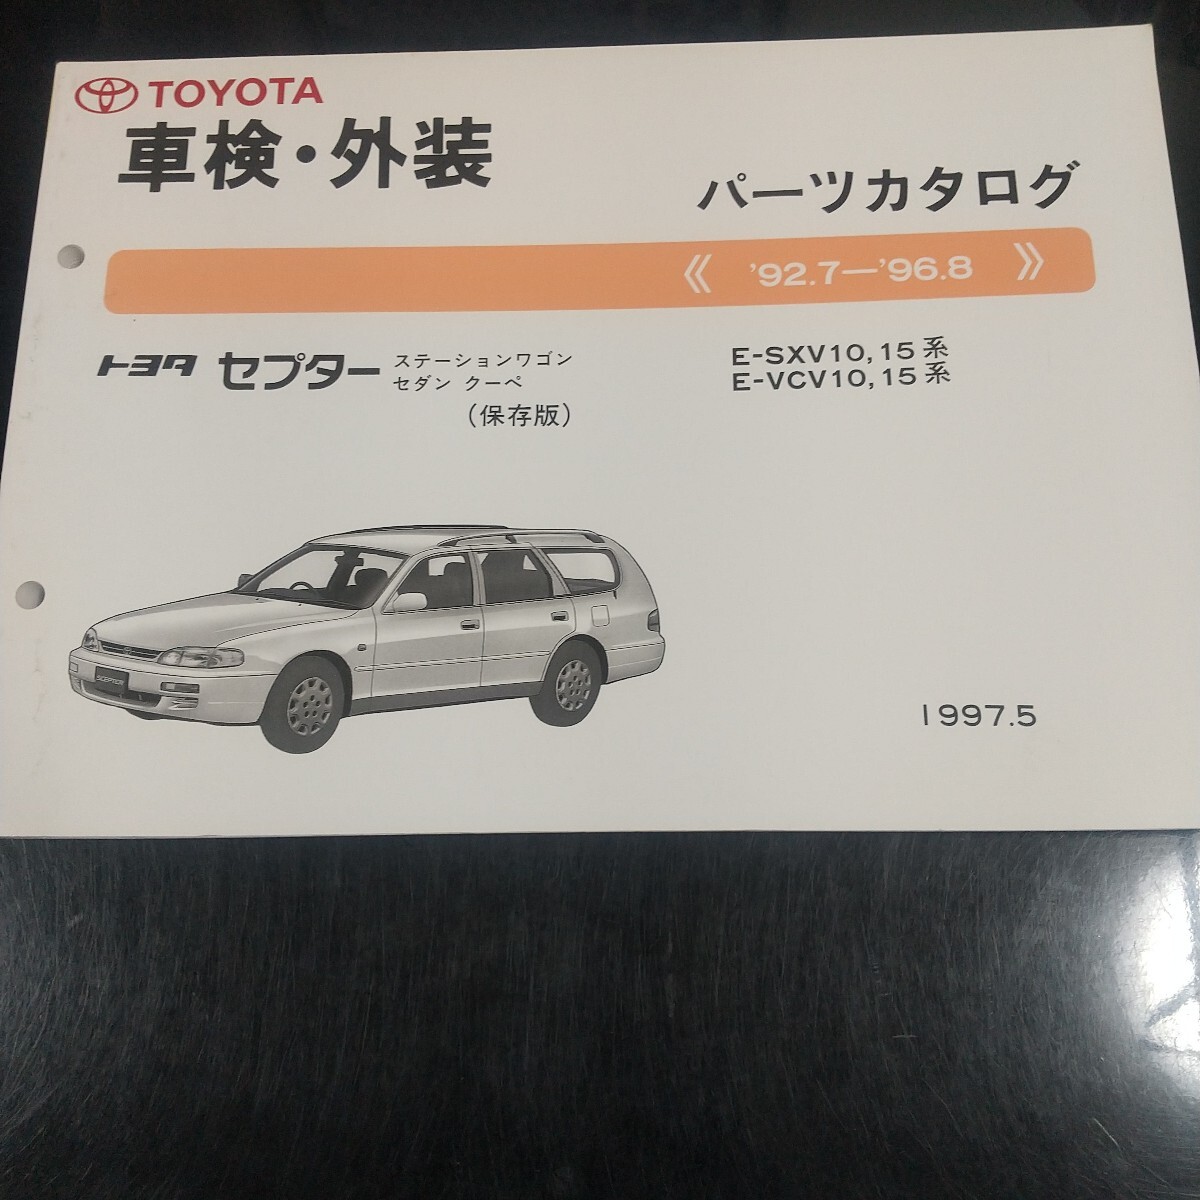 TOYOTA
車検・外装
パーツカタログ
《 '92.7—'96.8 》
トヨタ セプター ステーションワゴン
セダン クーペ
(保存版)
E-SXV10,15系
E-VCV10,15系
SCEPTER
1997.5